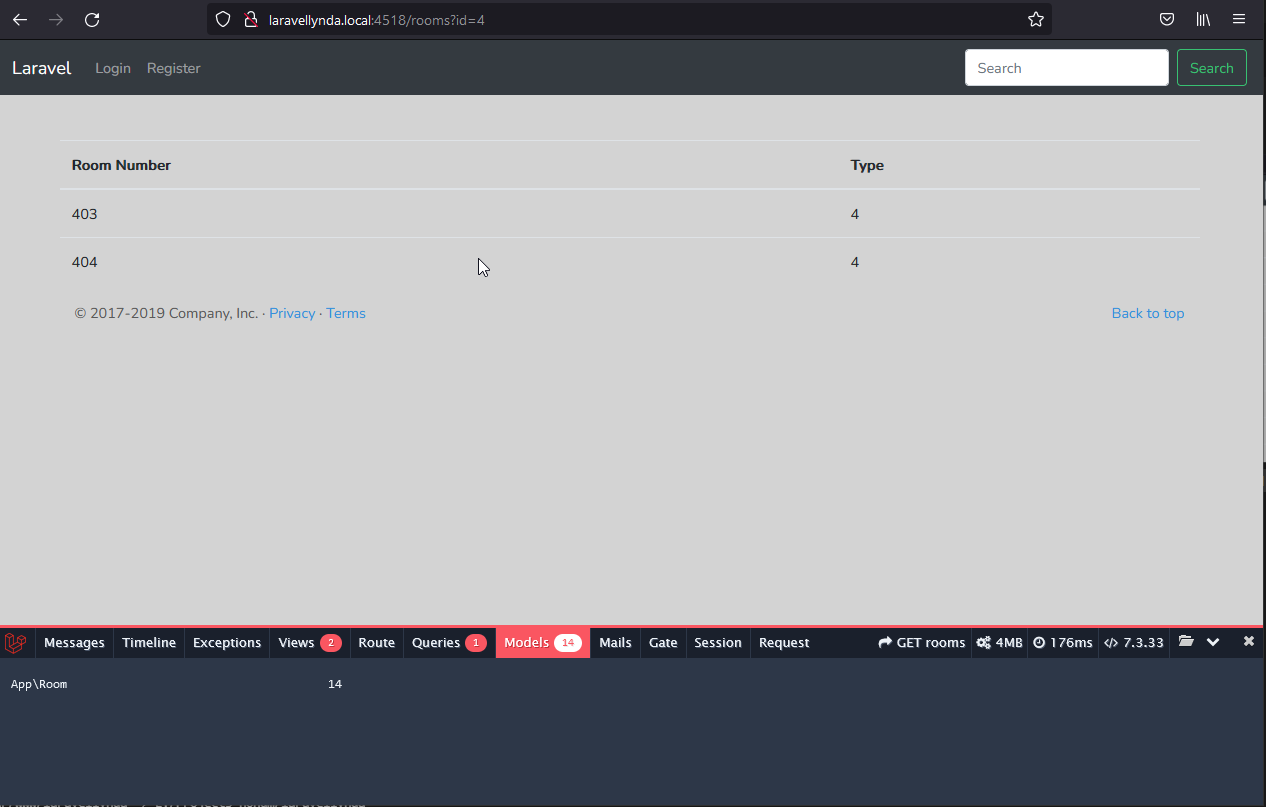 laravellynda.local:4518/rooms?id=4
Laravel Login Register Search Search
Room Number Type
403 4
404 4
© 2017-2019 Company, Inc. · Privacy · Terms Back to top
Messages Timeline Exceptions Views 2 Route Queries 1 Models 14 Mails Gate Session Request GET rooms 4MB 176ms 7.3.33
App\Room 14